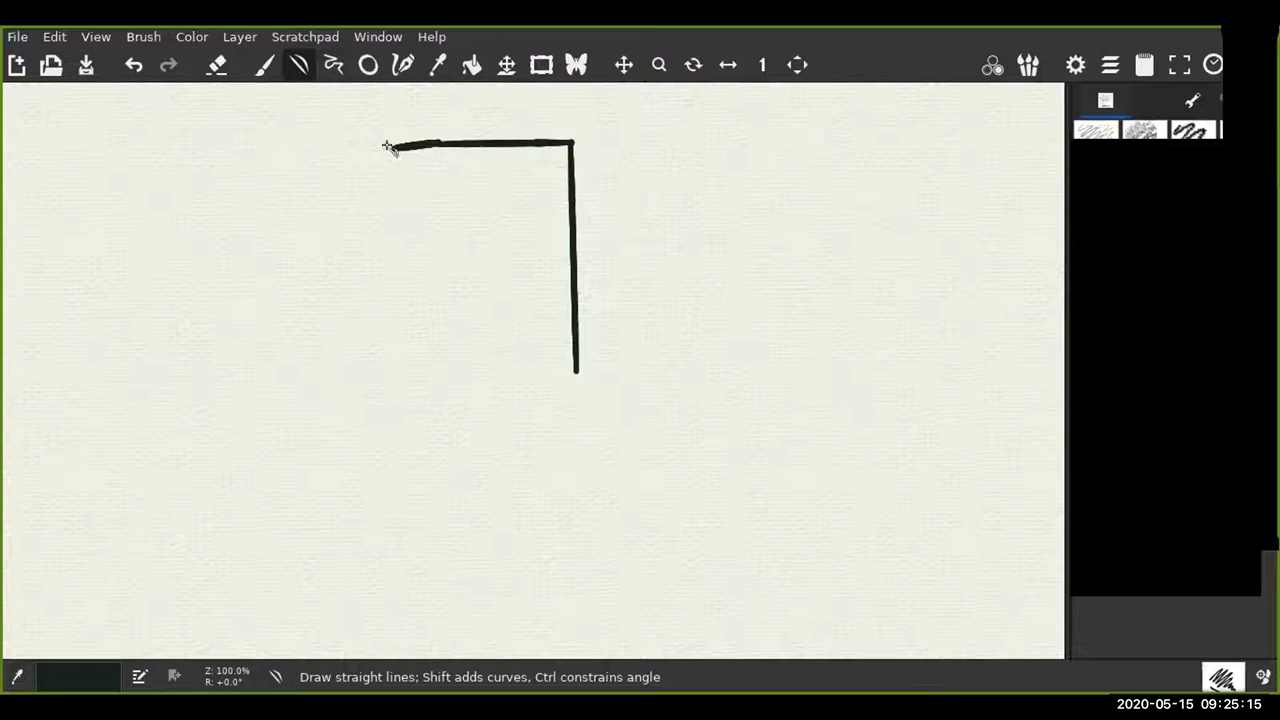 File Edit View Brush Color Layer Scratchpad Window Help
1
Z: 100.0%
R: +0.0°
Draw straight lines; Shift adds curves, Ctrl constrains angle
2020-05-15 09:25:15